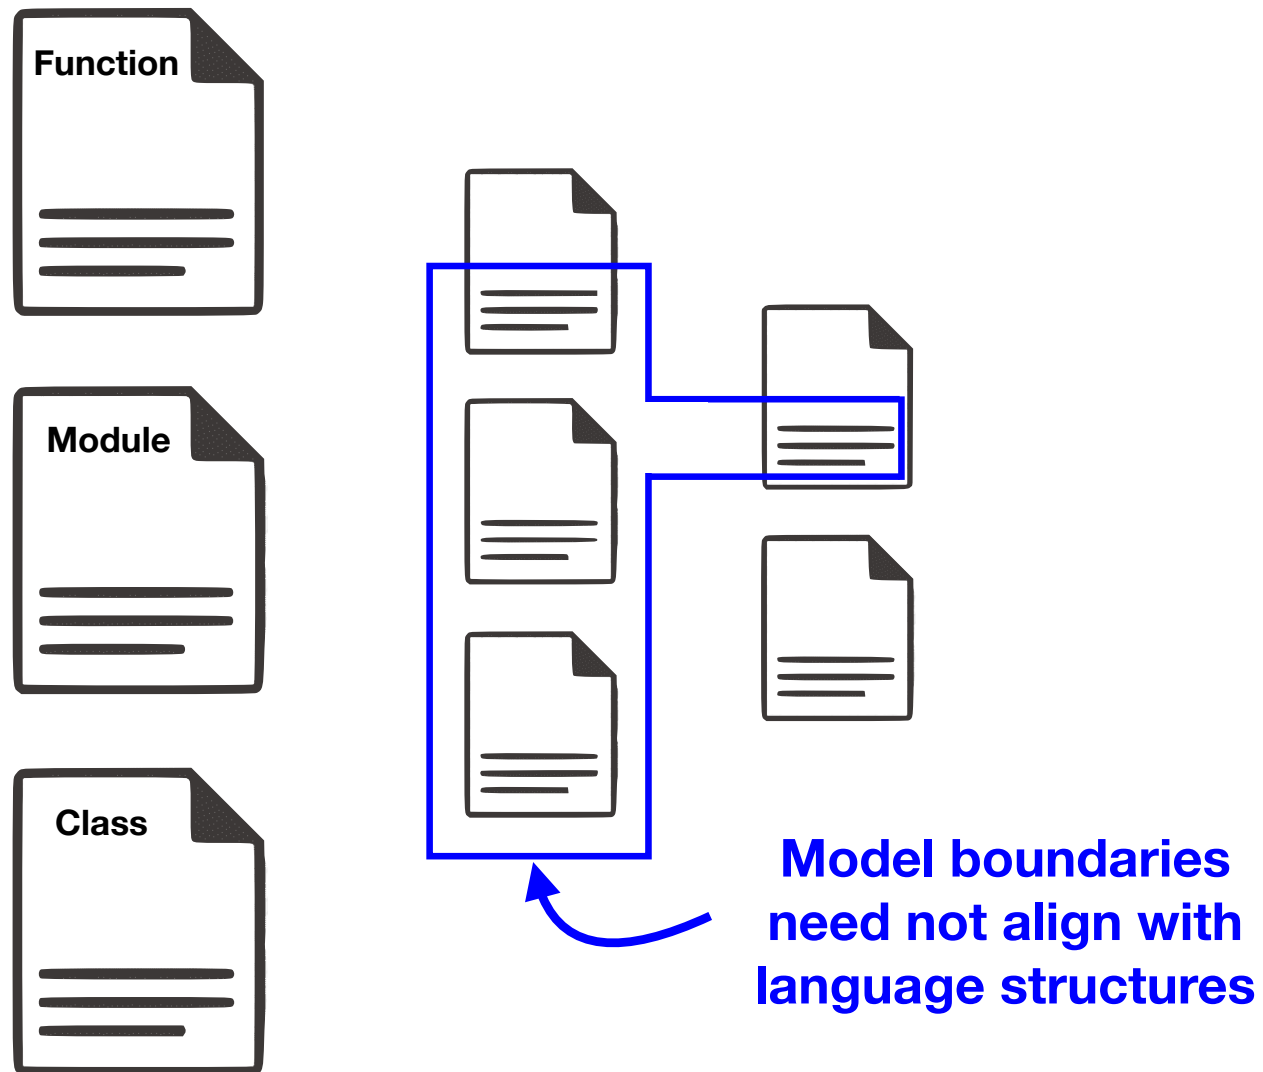 Function
Module
Class
Model boundaries
need not align with
language structures